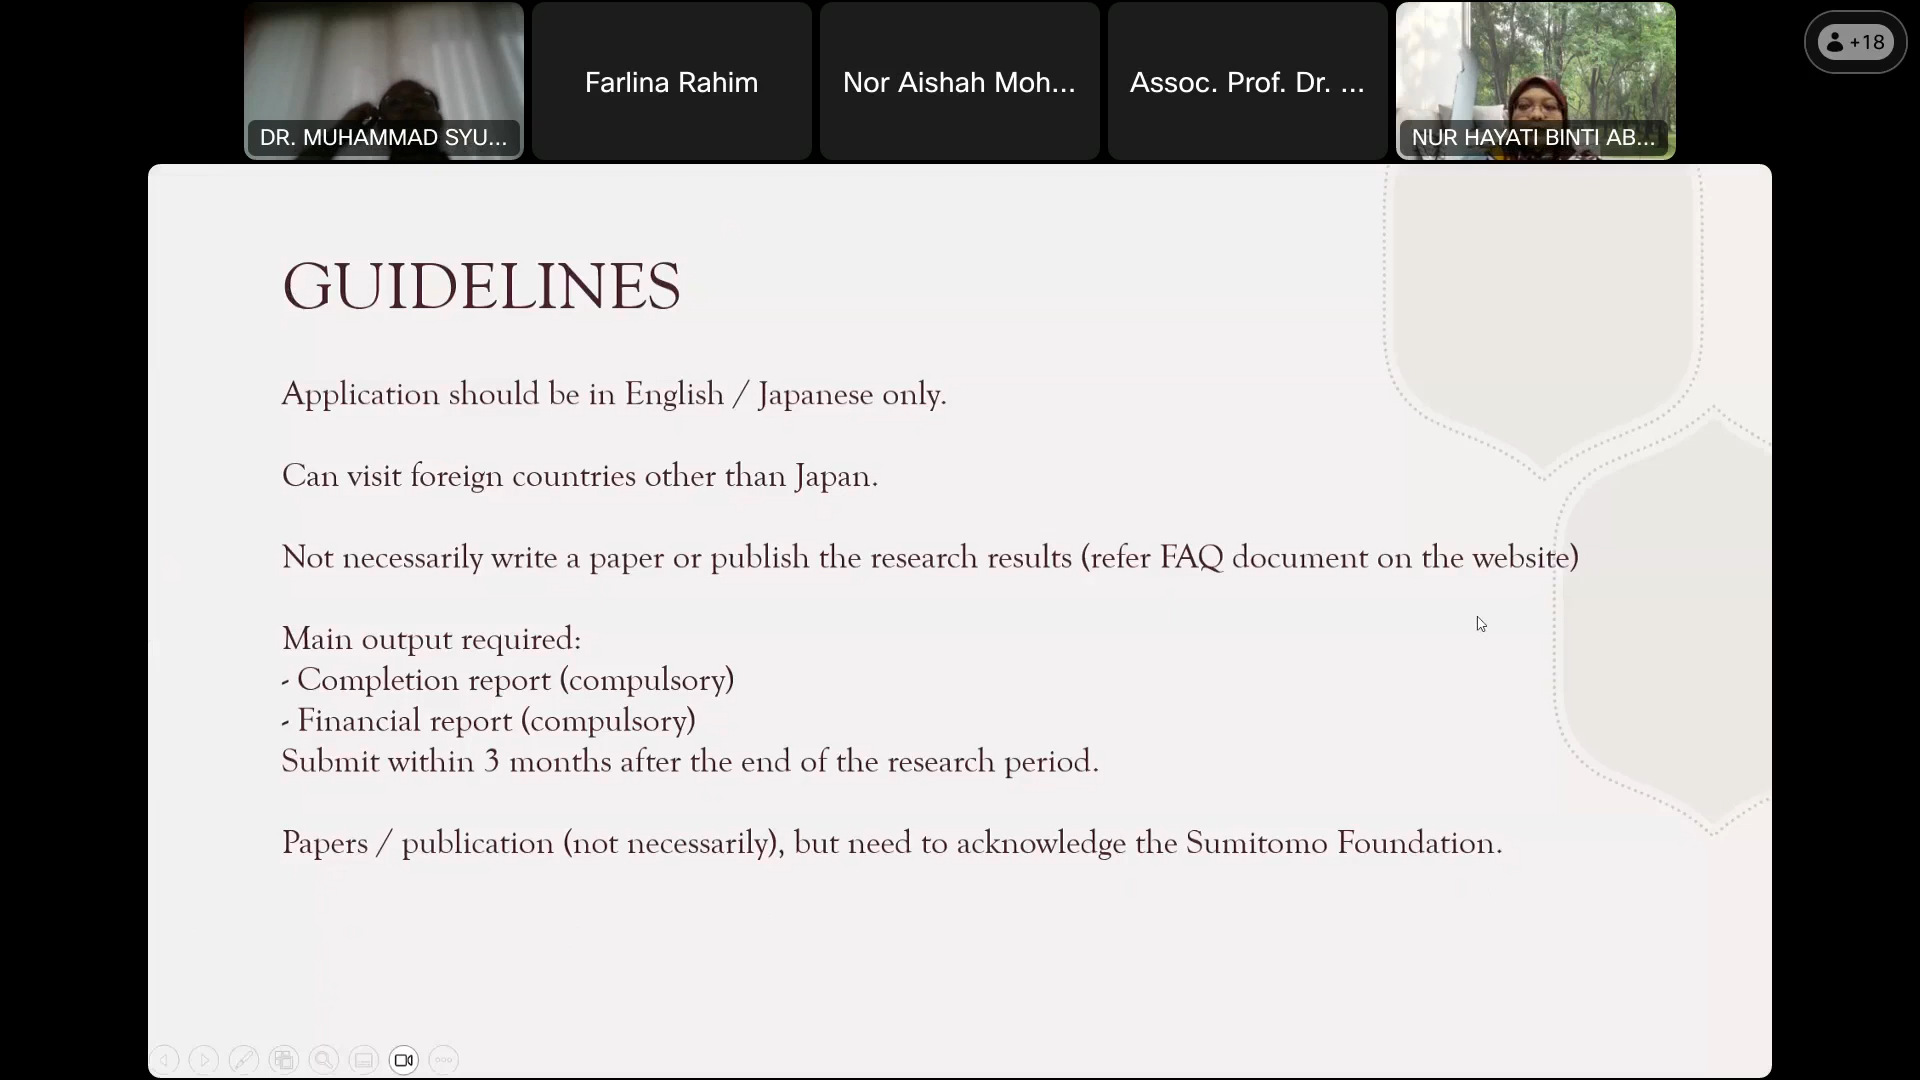 DR. MUHAMMAD SYU...
Farlina Rahim
Nor Aishah Moh...
Assoc. Prof. Dr. ...
NUR HAYATI BINTI AB...
+18
GUIDELINES
Application should be in English / Japanese only.
Can visit foreign countries other than Japan.
Not necessarily write a paper or publish the research results (refer FAQ document on the website)
Main output required:
- Completion report (compulsory)
- Financial report (compulsory)
Submit within 3 months after the end of the research period.
Papers / publication (not necessarily), but need to acknowledge the Sumitomo Foundation.